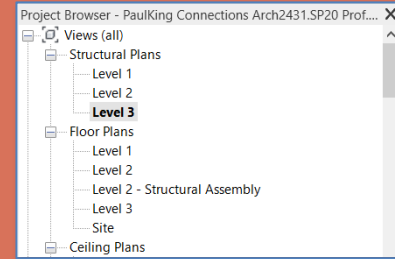 Project Browser - PaulKing Connections Arch2431.SP20 Prof....
Views (all)
Structural Plans
Level 1
Level 2
Level 3
Floor Plans
Level 1
Level 2
Level 2 - Structural Assembly
Level 3
Site
Ceiling Plans